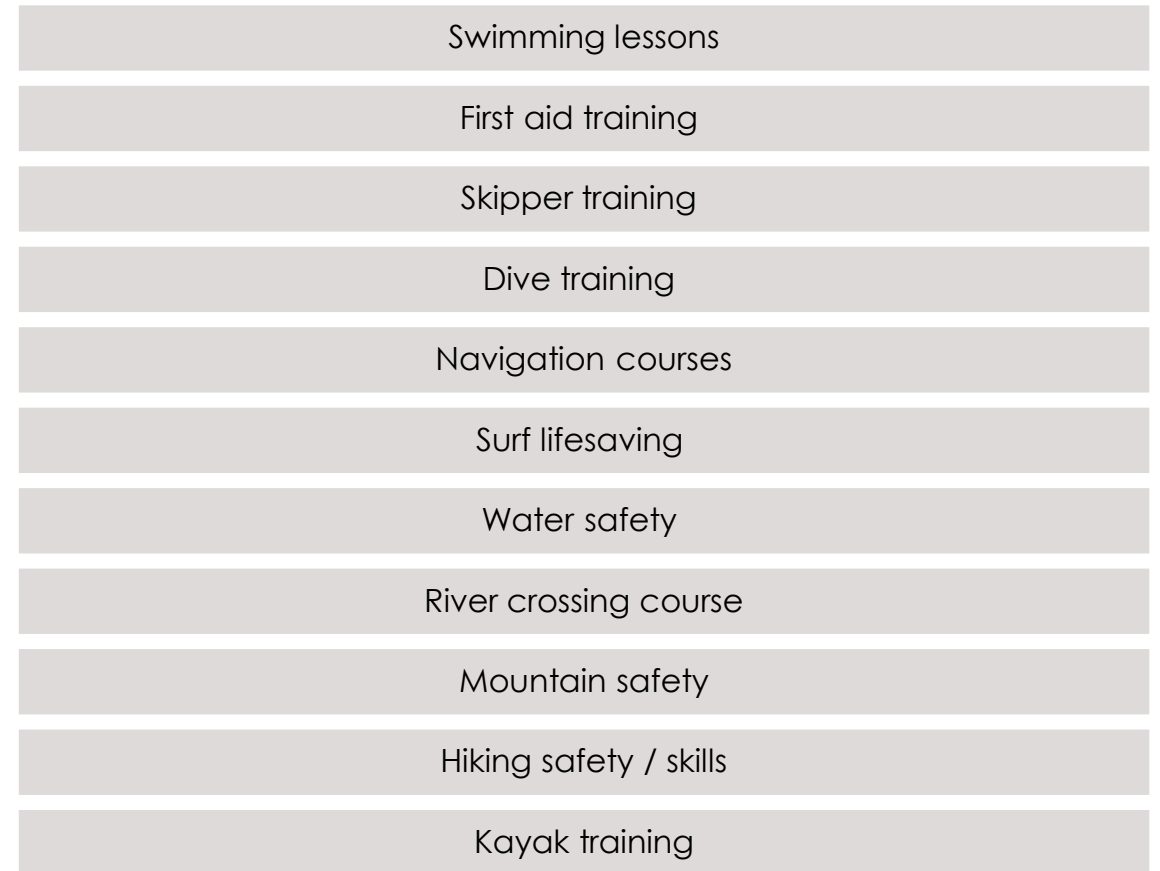 Swimming lessons
First aid training
Skipper training
Dive training
Navigation courses
Surf lifesaving
Water safety
River crossing course
Mountain safety
Hiking safety / skills
Kayak training